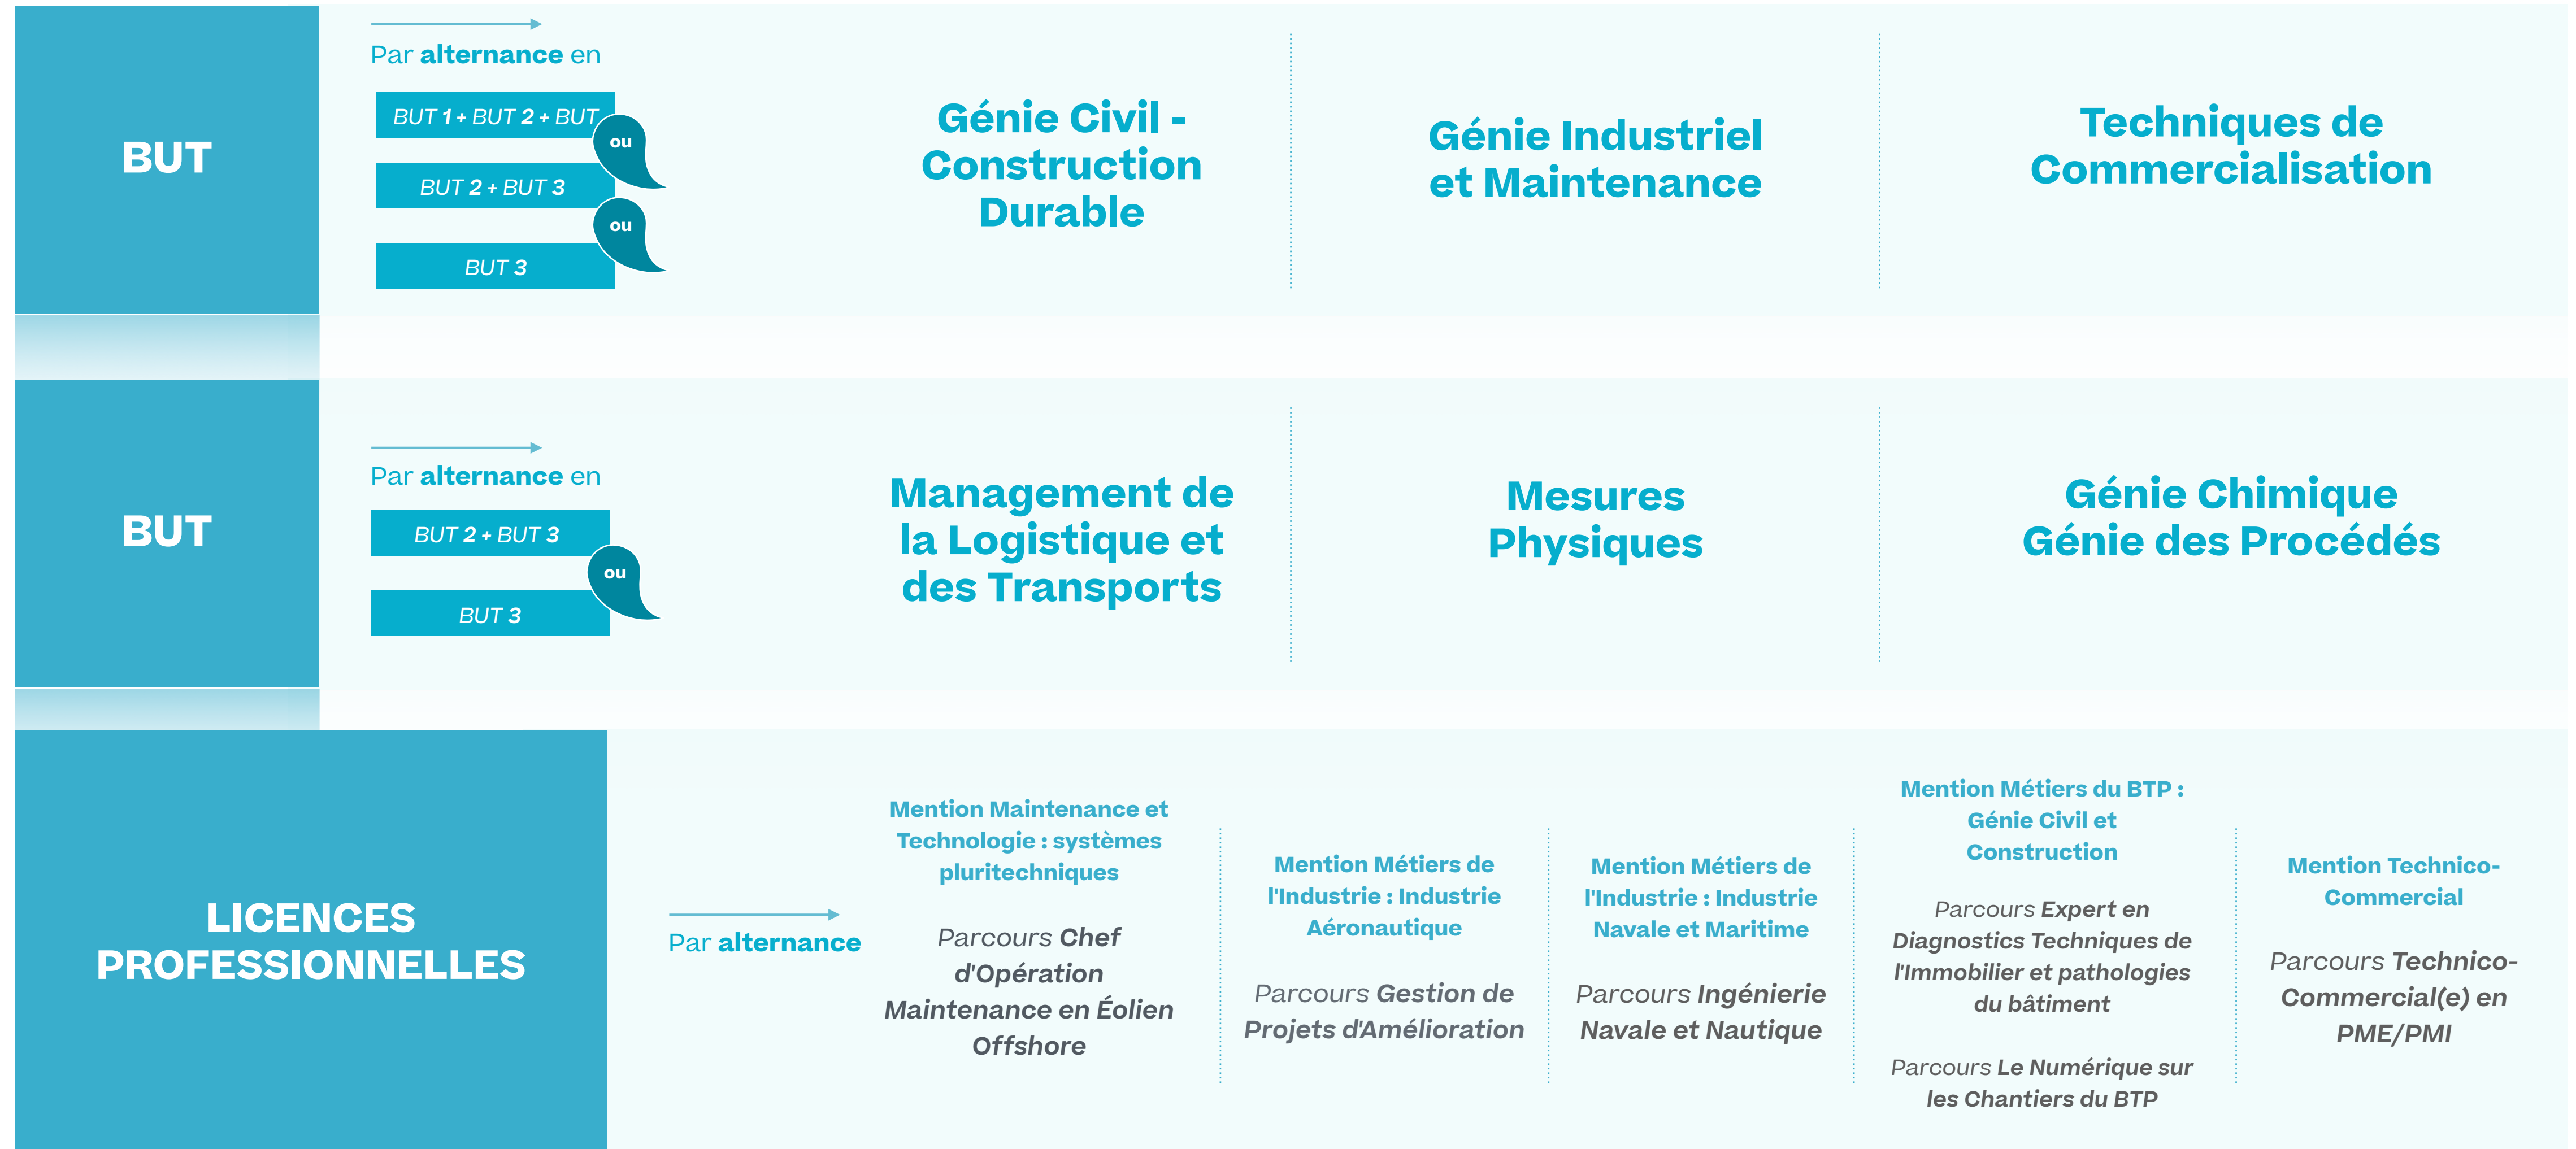 BUT
Par alternance en
BUT 1 + BUT 2 + BUT
ou
BUT 2 + BUT 3
ou
BUT 3
Génie Civil -
Construction
Durable
Génie Industriel
et Maintenance
Techniques de
Commercialisation
BUT
Par alternance en
BUT 2 + BUT 3
ou
BUT 3
Management de
la Logistique et
des Transports
Mesures
Physiques
Génie Chimique
Génie des Procédés
LICENCES
PROFESSIONNELLES
Par alternance
Mention Maintenance et
Technologie : systèmes
pluritechniques
Parcours Chef
d'Opération
Maintenance en Éolien
Offshore
Mention Métiers de
l'Industrie : Industrie
Aéronautique
Parcours Gestion de
Projets d'Amélioration
Mention Métiers de
l'Industrie : Industrie
Navale et Maritime
Parcours Ingénierie
Navale et Nautique
Mention Métiers du BTP :
Génie Civil et
Construction
Parcours Expert en
Diagnostics Techniques de
l'Immobilier et pathologies
du bâtiment
Parcours Le Numérique sur
les Chantiers du BTP
Mention Technico-
Commercial
Parcours Technico-
Commercial(e) en
PME/PMI